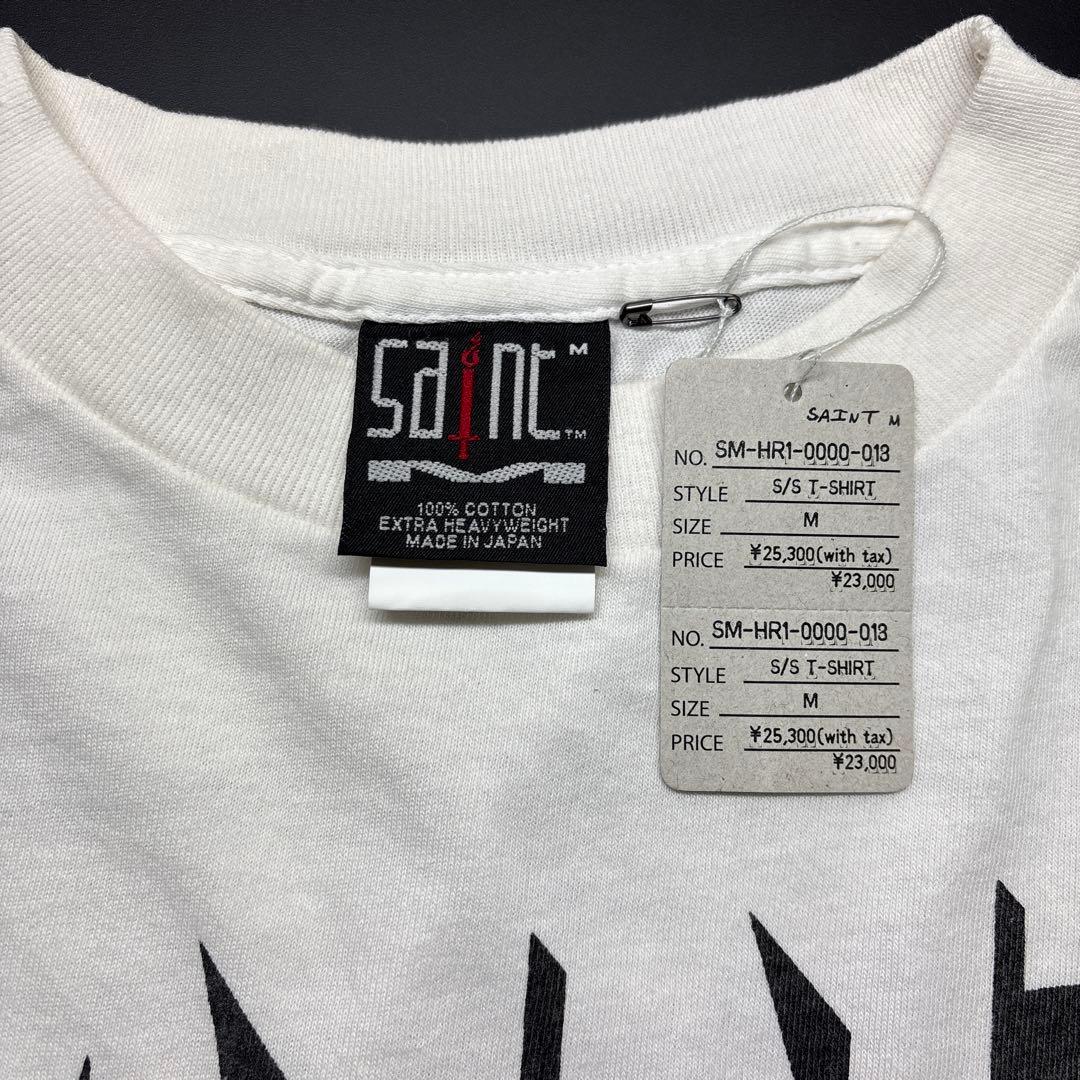 saint M
TM
100% COTTON
EXTRA HEAVYWEIGHT
MADE IN JAPAN
SAINT M
NO. SM-HR1-0000-013
STYLE S/S T-SHIRT
SIZE M
PRICE ¥25,300(with tax)
¥23,000
NO. SM-HR1-0000-013
STYLE S/S T-SHIRT
SIZE M
PRICE ¥25,300(with tax)
¥23,000